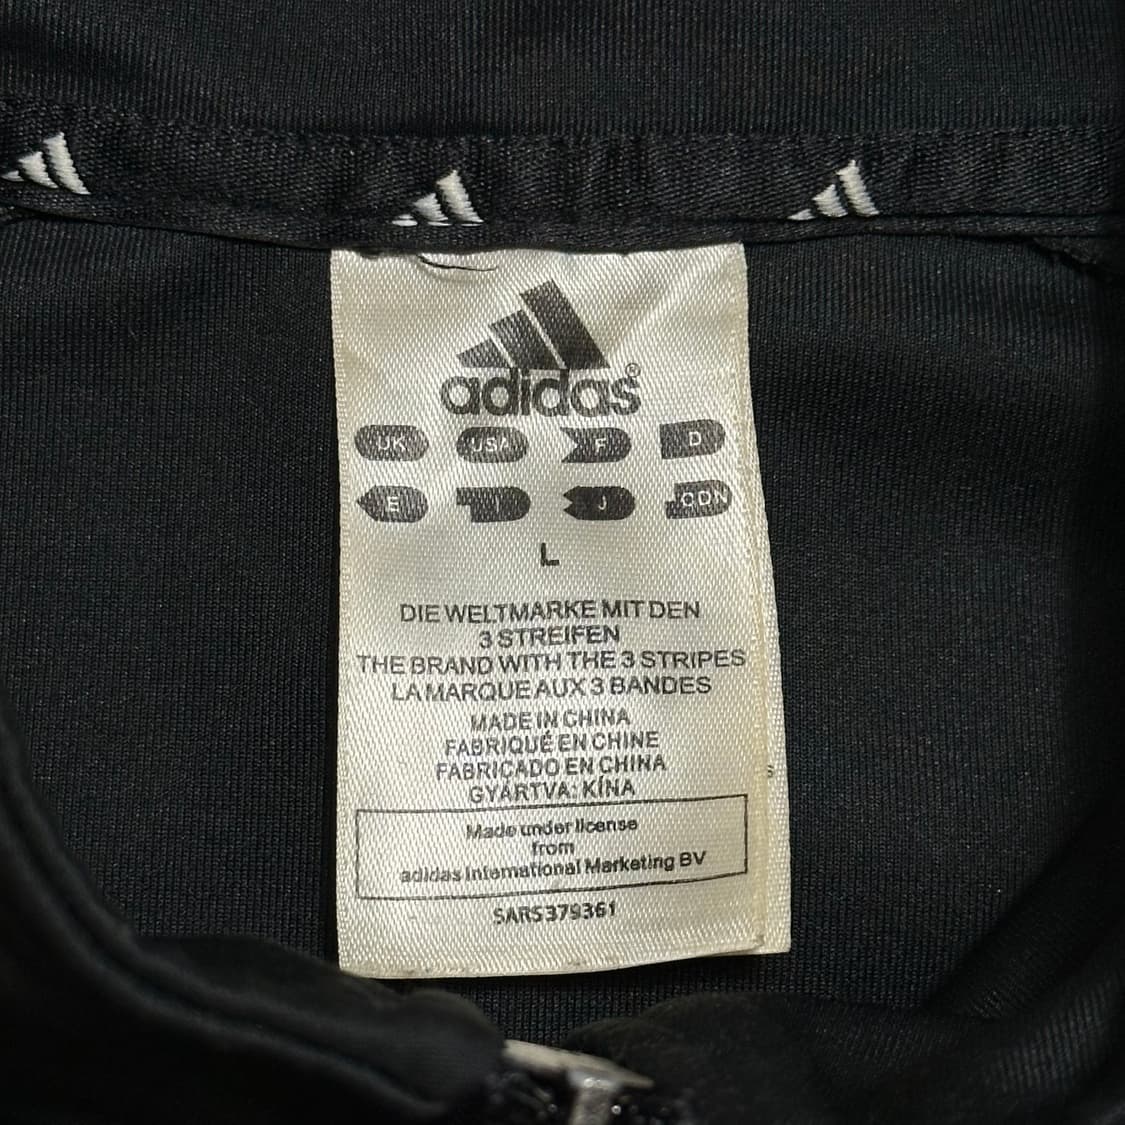 adidas®
UK USA F D
E I J CDN
L
DIE WELTMARKE MIT DEN
3 STREIFEN
THE BRAND WITH THE 3 STRIPES
LA MARQUE AUX 3 BANDES
MADE IN CHINA
FABRIQUÉ EN CHINE
FABRICADO EN CHINA
GYÁRTVA: KÍNA
Made under license
from
adidas International Marketing BV
SARS379361
S